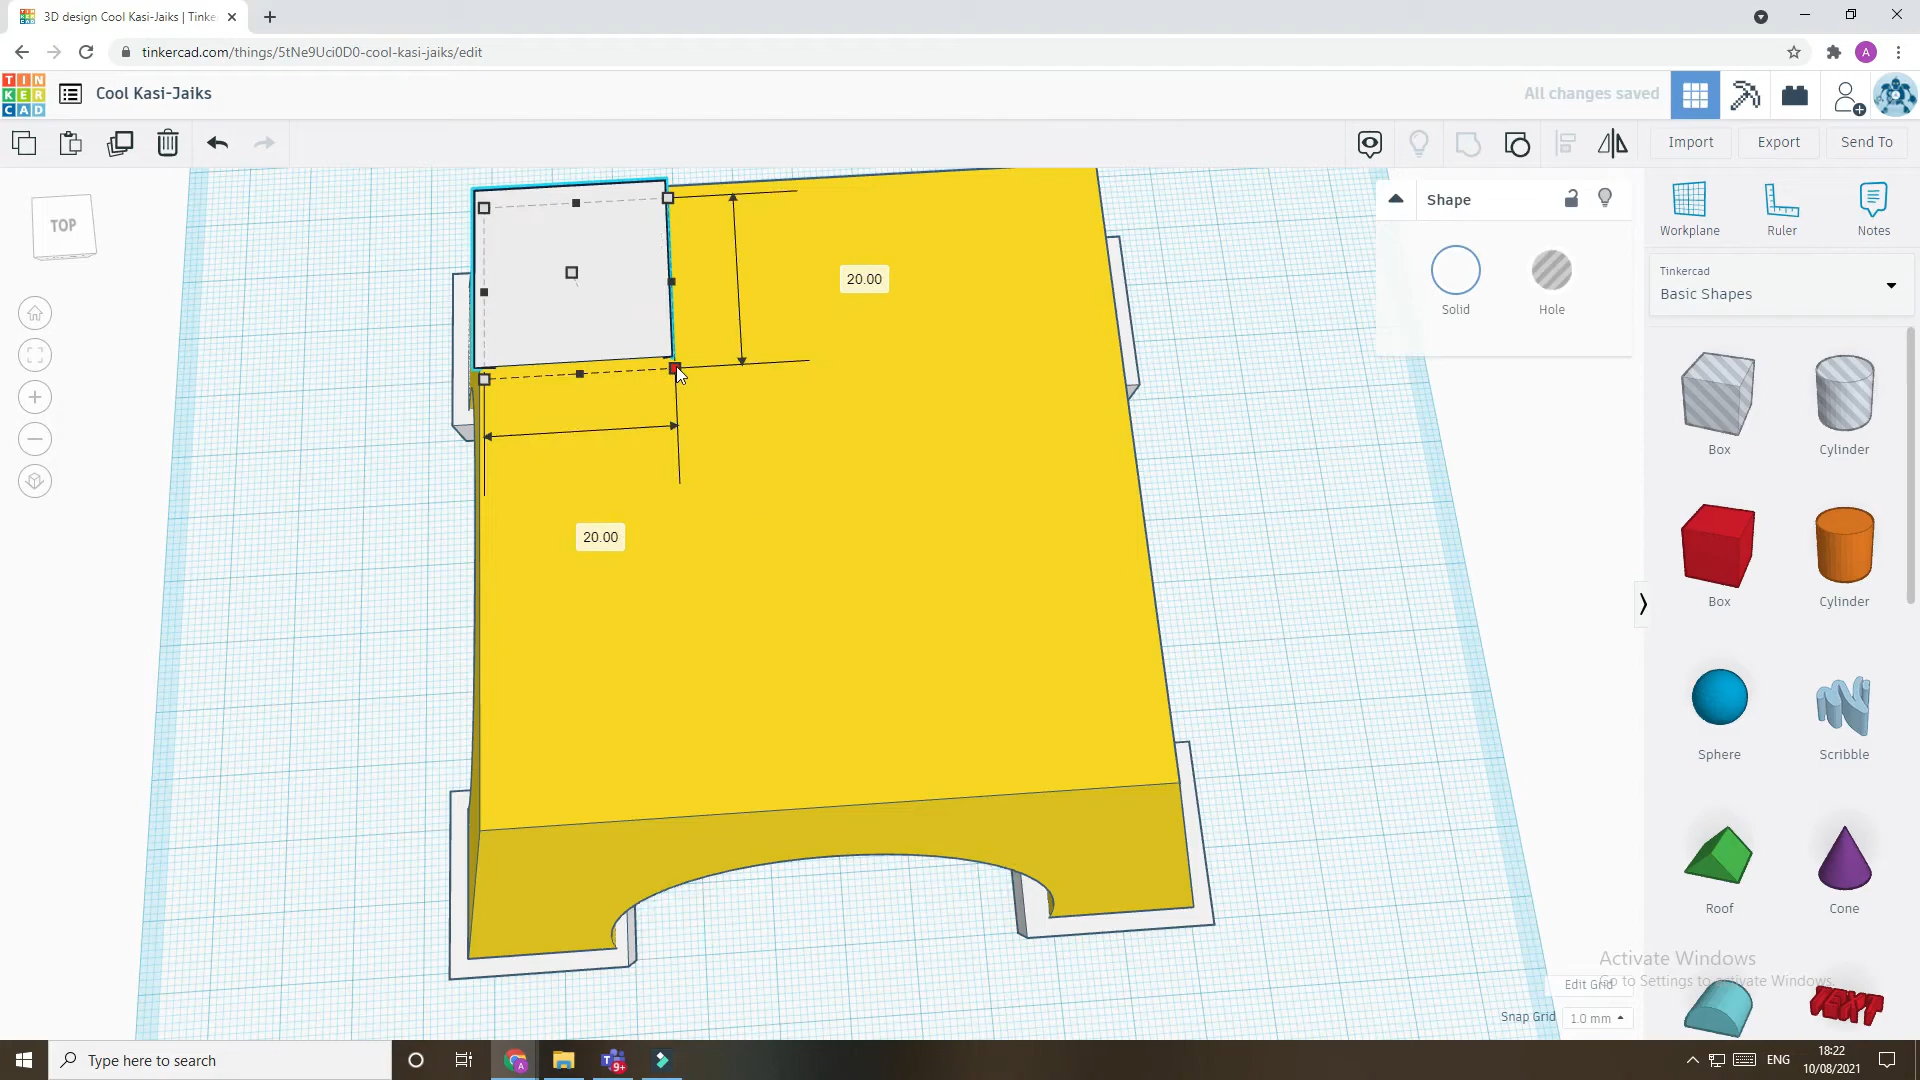 3D design Cool Kasi-Jaiks | Tinke
tinkercad.com/things/5tNe9Uci0D0-cool-kasi-jaiks/edit
A
TIN
KER
CAD
Cool Kasi-Jaiks
All changes saved
Import
Export
Send To
TOP
20.00
20.00
Shape
Solid
Hole
Workplane
Ruler
Notes
Tinkercad
Basic Shapes
Box
Cylinder
Box
Cylinder
Sphere
Scribble
Roof
Cone
TEXT
Activate Windows
Go to Settings to activate Windows.
Edit Grid
Snap Grid
1.0 mm
Type here to search
A
9+
ENG
18:22
10/08/2021